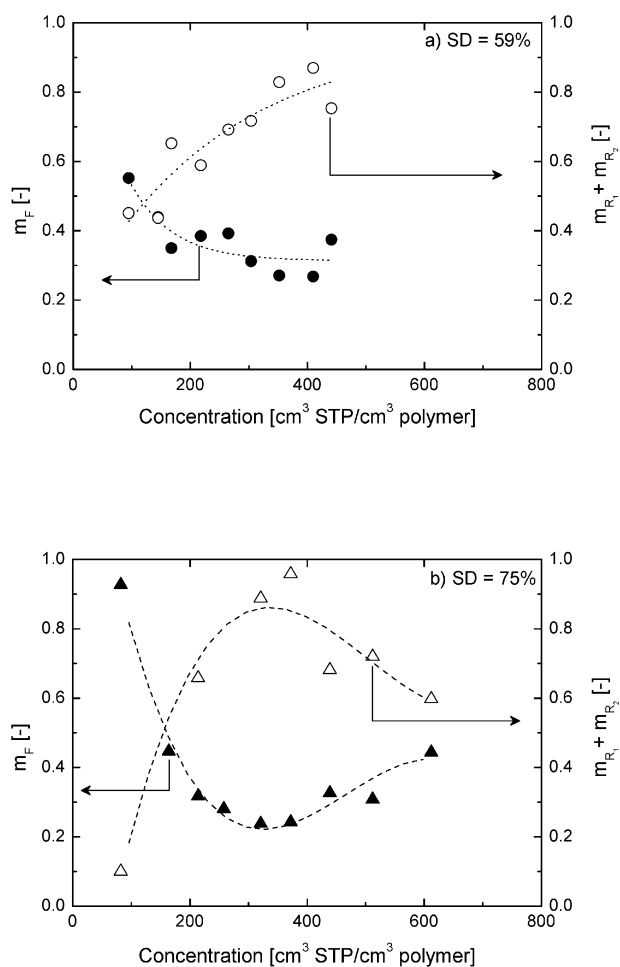 a) SD = 59%
1.0
0.8
0.6
0.4
0.2
0.0
m_F [-]
1.0
0.8
0.6
0.4
0.2
0.0
m_R₁ + m_R₂ [-]
0 200 400 600 800
Concentration [cm³ STP/cm³ polymer]
b) SD = 75%
1.0
0.8
0.6
0.4
0.2
0.0
m_F [-]
1.0
0.8
0.6
0.4
0.2
0.0
m_R₁ + m_R₂ [-]
0 200 400 600 800
Concentration [cm³ STP/cm³ polymer]